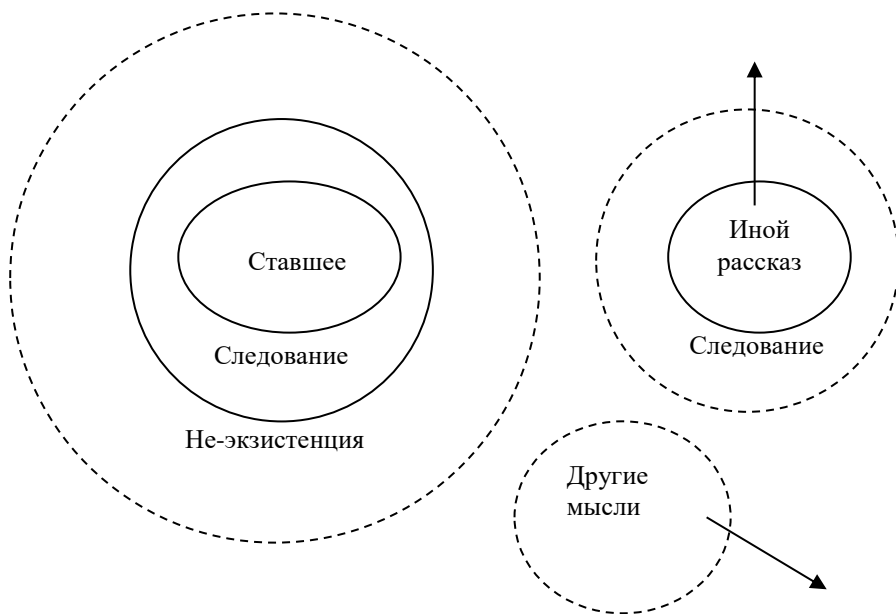 Ставшее
Следование
Не-экзистенция
Иной
рассказ
Следование
Другие
мысли